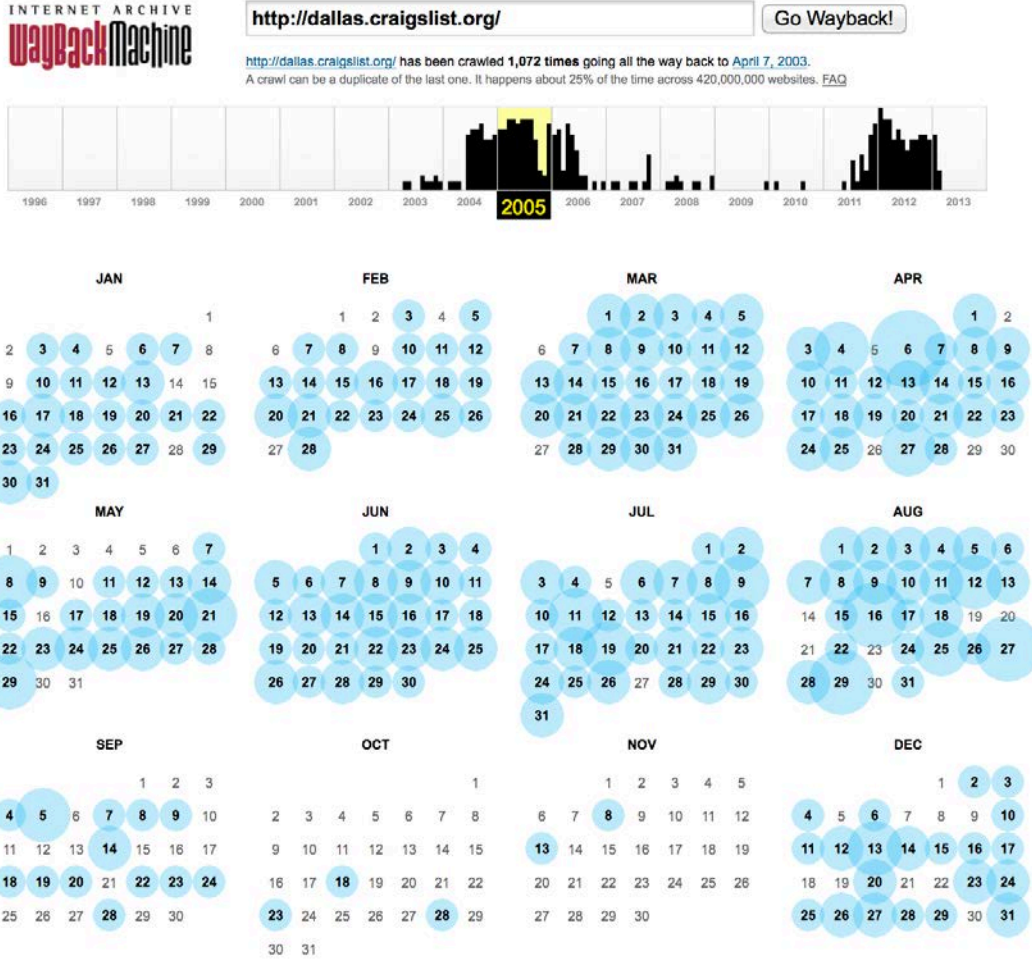 INTERNET ARCHIVE
WayBackMachine
http://dallas.craigslist.org/
Go Wayback!
http://dallas.craigslist.org/ has been crawled 1,072 times going all the way back to April 7, 2003.
A crawl can be a duplicate of the last one. It happens about 25% of the time across 420,000,000 websites. FAQ
1996 1997 1998 1999 2000 2001 2002 2003 2004 2005 2006 2007 2008 2009 2010 2011 2012 2013
JAN
1
2 3 4 5 6 7 8
9 10 11 12 13 14 15
16 17 18 19 20 21 22
23 24 25 26 27 28 29
30 31
FEB
1 2 3 4 5
6 7 8 9 10 11 12
13 14 15 16 17 18 19
20 21 22 23 24 25 26
27 28
MAR
1 2 3 4 5
6 7 8 9 10 11 12
13 14 15 16 17 18 19
20 21 22 23 24 25 26
27 28 29 30 31
APR
1 2
3 4 5 6 7 8 9
10 11 12 13 14 15 16
17 18 19 20 21 22 23
24 25 26 27 28 29 30
MAY
1 2 3 4 5 6 7
8 9 10 11 12 13 14
15 16 17 18 19 20 21
22 23 24 25 26 27 28
29 30 31
JUN
1 2 3 4
5 6 7 8 9 10 11
12 13 14 15 16 17 18
19 20 21 22 23 24 25
26 27 28 29 30
JUL
1 2
3 4 5 6 7 8 9
10 11 12 13 14 15 16
17 18 19 20 21 22 23
24 25 26 27 28 29 30
31
AUG
1 2 3 4 5 6
7 8 9 10 11 12 13
14 15 16 17 18 19 20
21 22 23 24 25 26 27
28 29 30 31
SEP
1 2 3
4 5 6 7 8 9 10
11 12 13 14 15 16 17
18 19 20 21 22 23 24
25 26 27 28 29 30
OCT
1
2 3 4 5 6 7 8
9 10 11 12 13 14 15
16 17 18 19 20 21 22
23 24 25 26 27 28 29
30 31
NOV
1 2 3 4 5
6 7 8 9 10 11 12
13 14 15 16 17 18 19
20 21 22 23 24 25 26
27 28 29 30
DEC
1 2 3
4 5 6 7 8 9 10
11 12 13 14 15 16 17
18 19 20 21 22 23 24
25 26 27 28 29 30 31